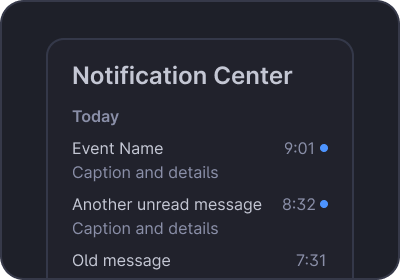 Notification Center
Today
Event Name 9:01
Caption and details
Another unread message 8:32
Caption and details
Old message 7:31